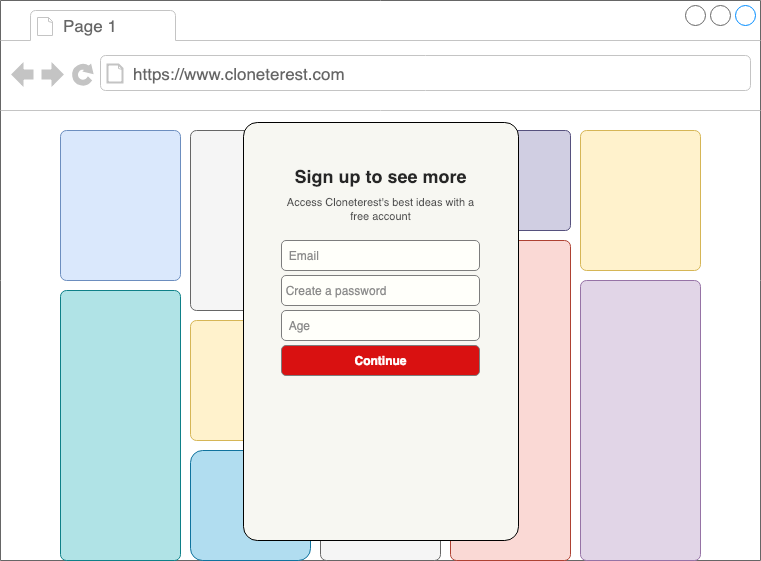 Page 1
https://www.cloneterest.com
Sign up to see more
Access Cloneterest's best ideas with a
free account
Email
Create a password
Age
Continue